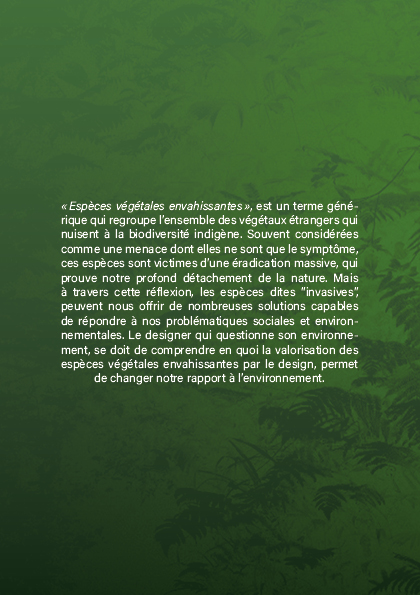 « Espèces végétales envahissantes », est un terme géné-
rique qui regroupe l’ensemble des végétaux étrangers qui
nuisent à la biodiversité indigène. Souvent considérées
comme une menace dont elles ne sont que le symptôme,
ces espèces sont victimes d’une éradication massive, qui
prouve notre profond détachement de la nature. Mais
à travers cette réflexion, les espèces dites “invasives”,
peuvent nous offrir de nombreuses solutions capables
de répondre à nos problématiques sociales et environ-
nementales. Le designer qui questionne son environne-
ment, se doit de comprendre en quoi la valorisation des
espèces végétales envahissantes par le design, permet
de changer notre rapport à l’environnement.